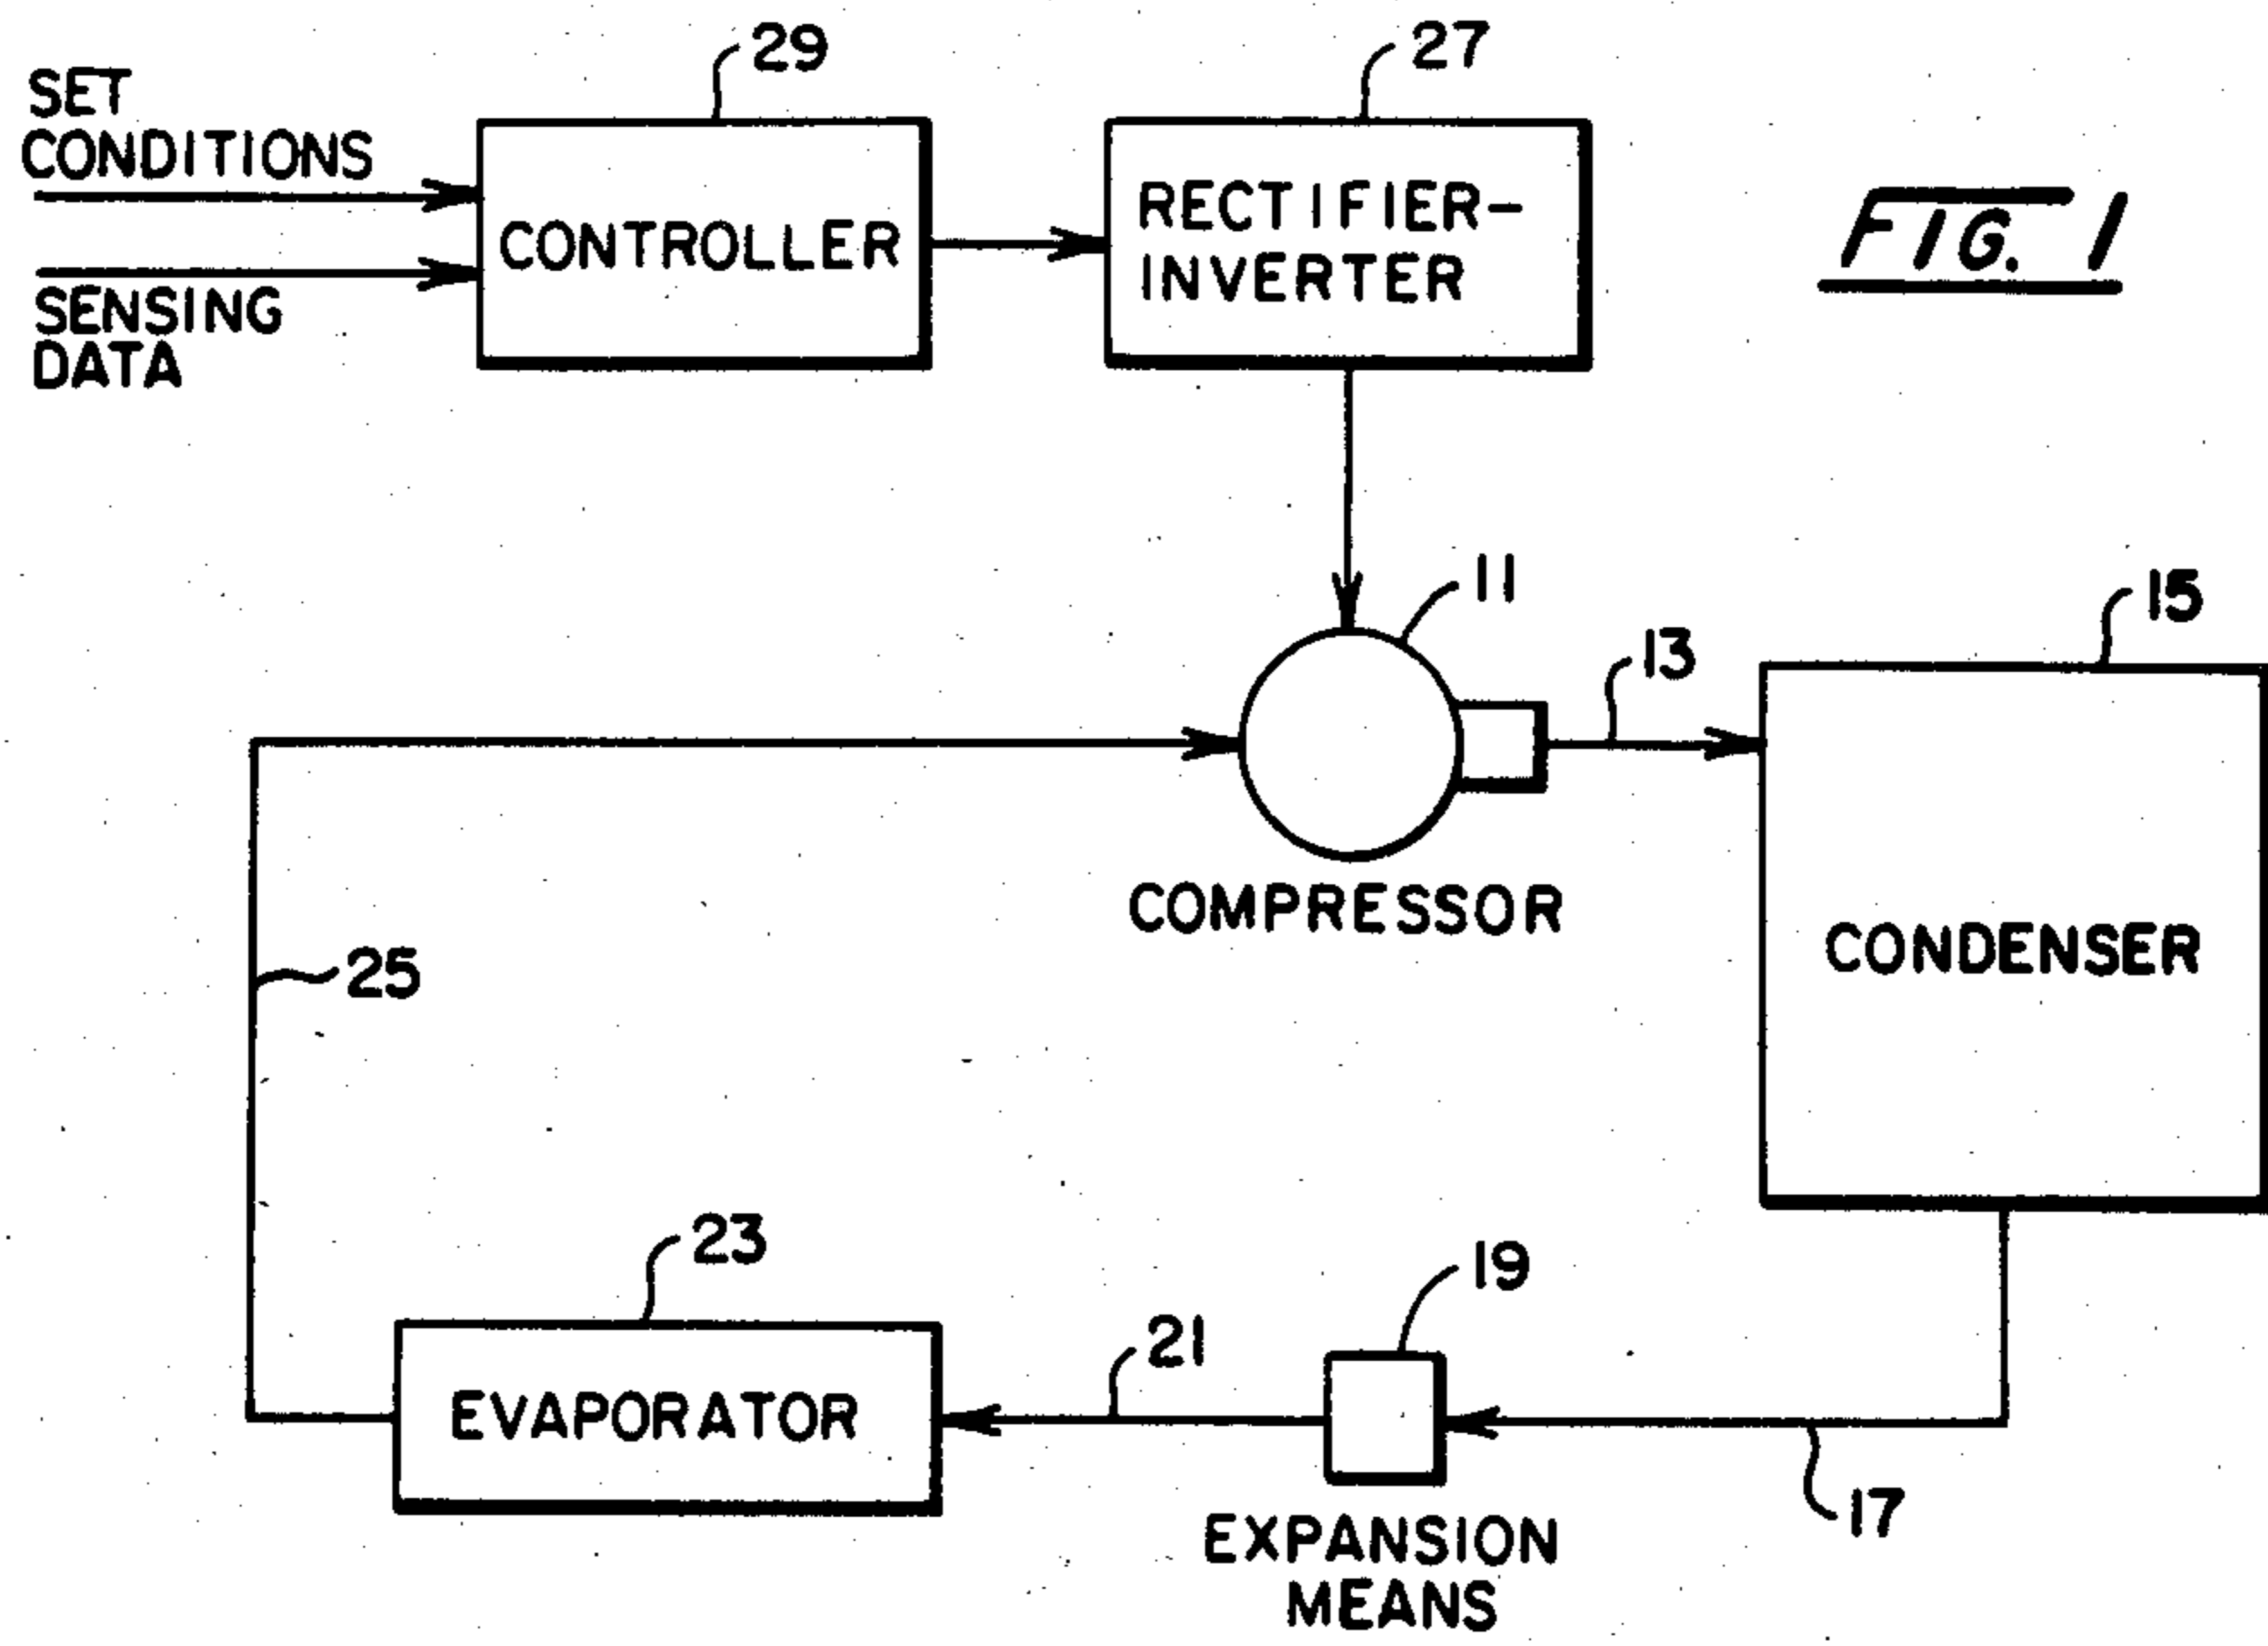 29
27
SET
CONDITIONS
CONTROLLER
RECTIFIER-
INVERTER
FIG. 1
SENSING
DATA
11
15
13
COMPRESSOR
CONDENSER
25
23
19
21
EVAPORATOR
17
EXPANSION
MEANS